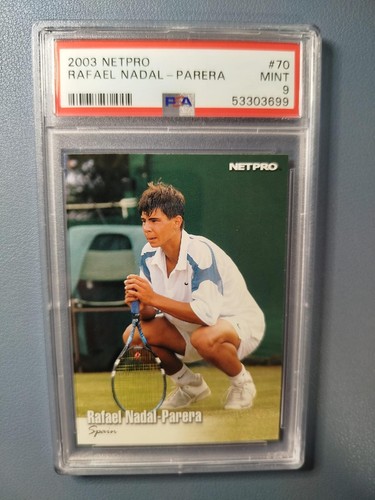 2003 NETPRO #70
RAFAEL NADAL - PARERA MINT
9
PSA 53303699
NETPRO
Rafael Nadal-Parera
Spain